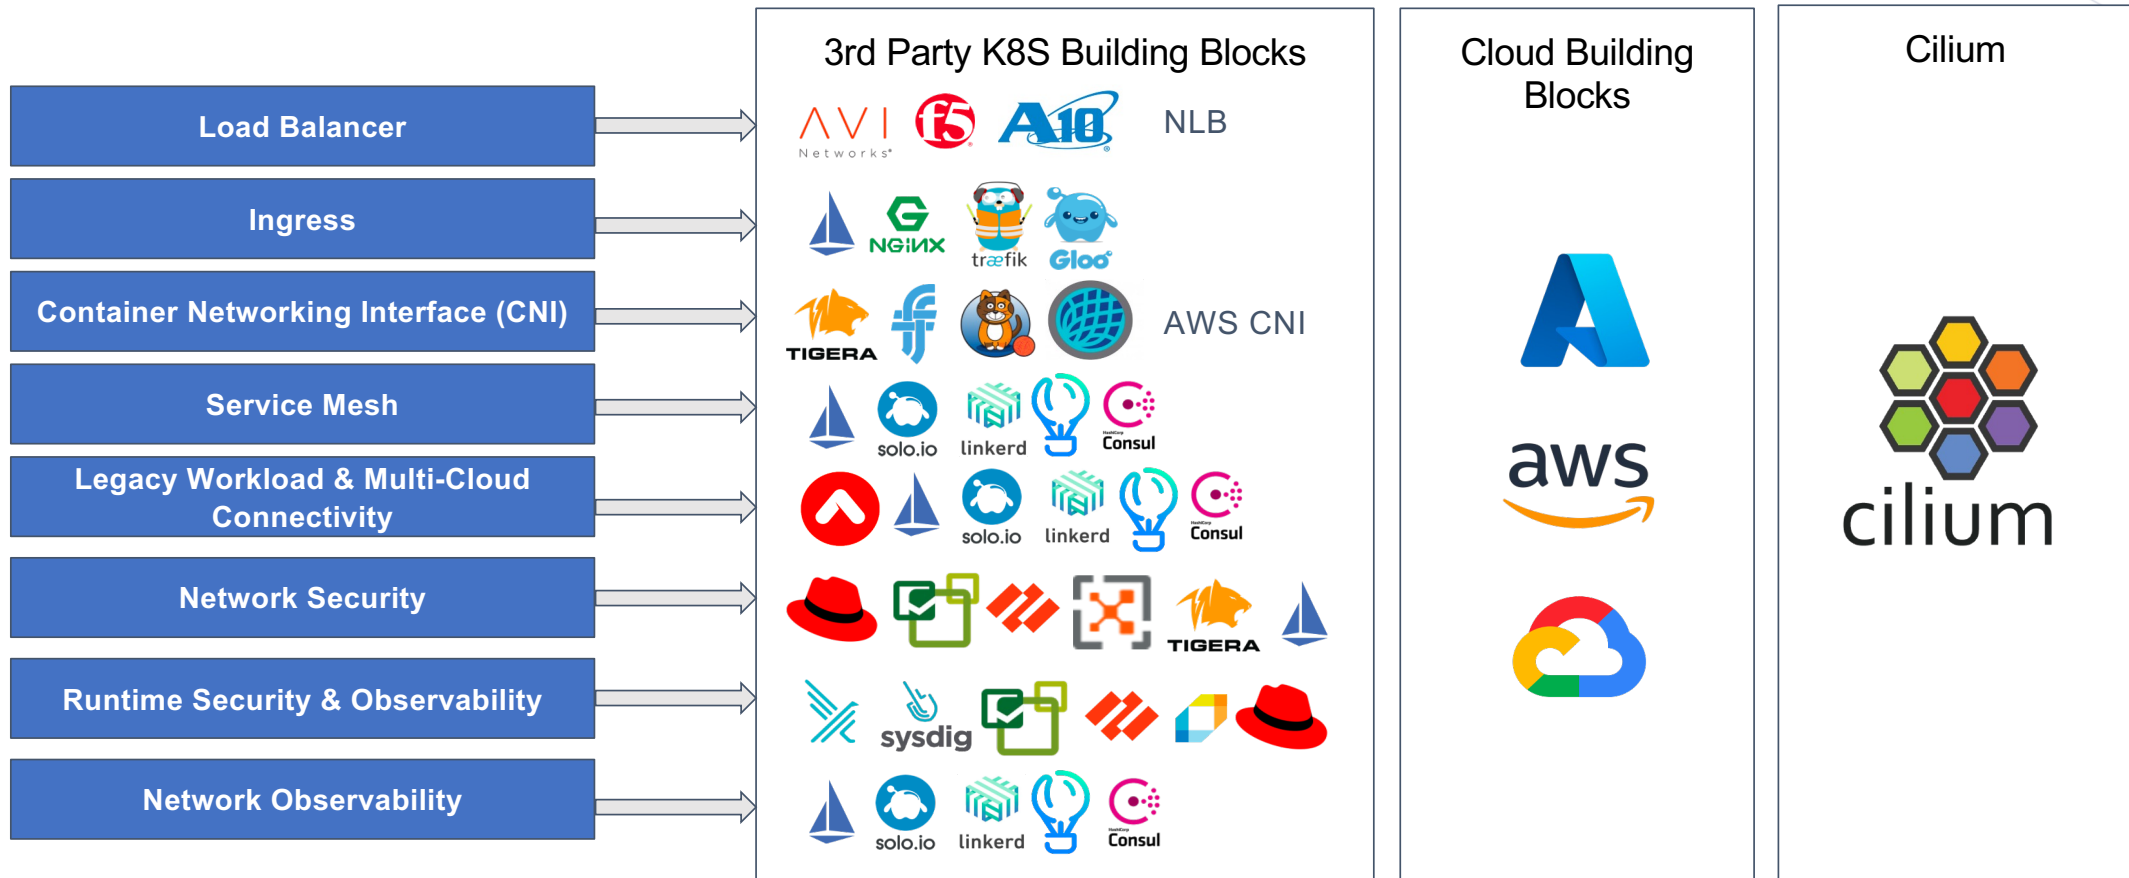 3rd Party K8S Building Blocks
Cloud Building
Blocks
Cilium
Load Balancer
AVI
Networks
f5
A10
NLB
Ingress
NGINX
træfik
Gloo
Container Networking Interface (CNI)
TIGERA
AWS CNI
Service Mesh
solo.io
linkerd
HashiCorp
Consul
Legacy Workload & Multi-Cloud
Connectivity
solo.io
linkerd
HashiCorp
Consul
Network Security
TIGERA
Runtime Security & Observability
sysdig
Network Observability
solo.io
linkerd
HashiCorp
Consul
aws
cilium